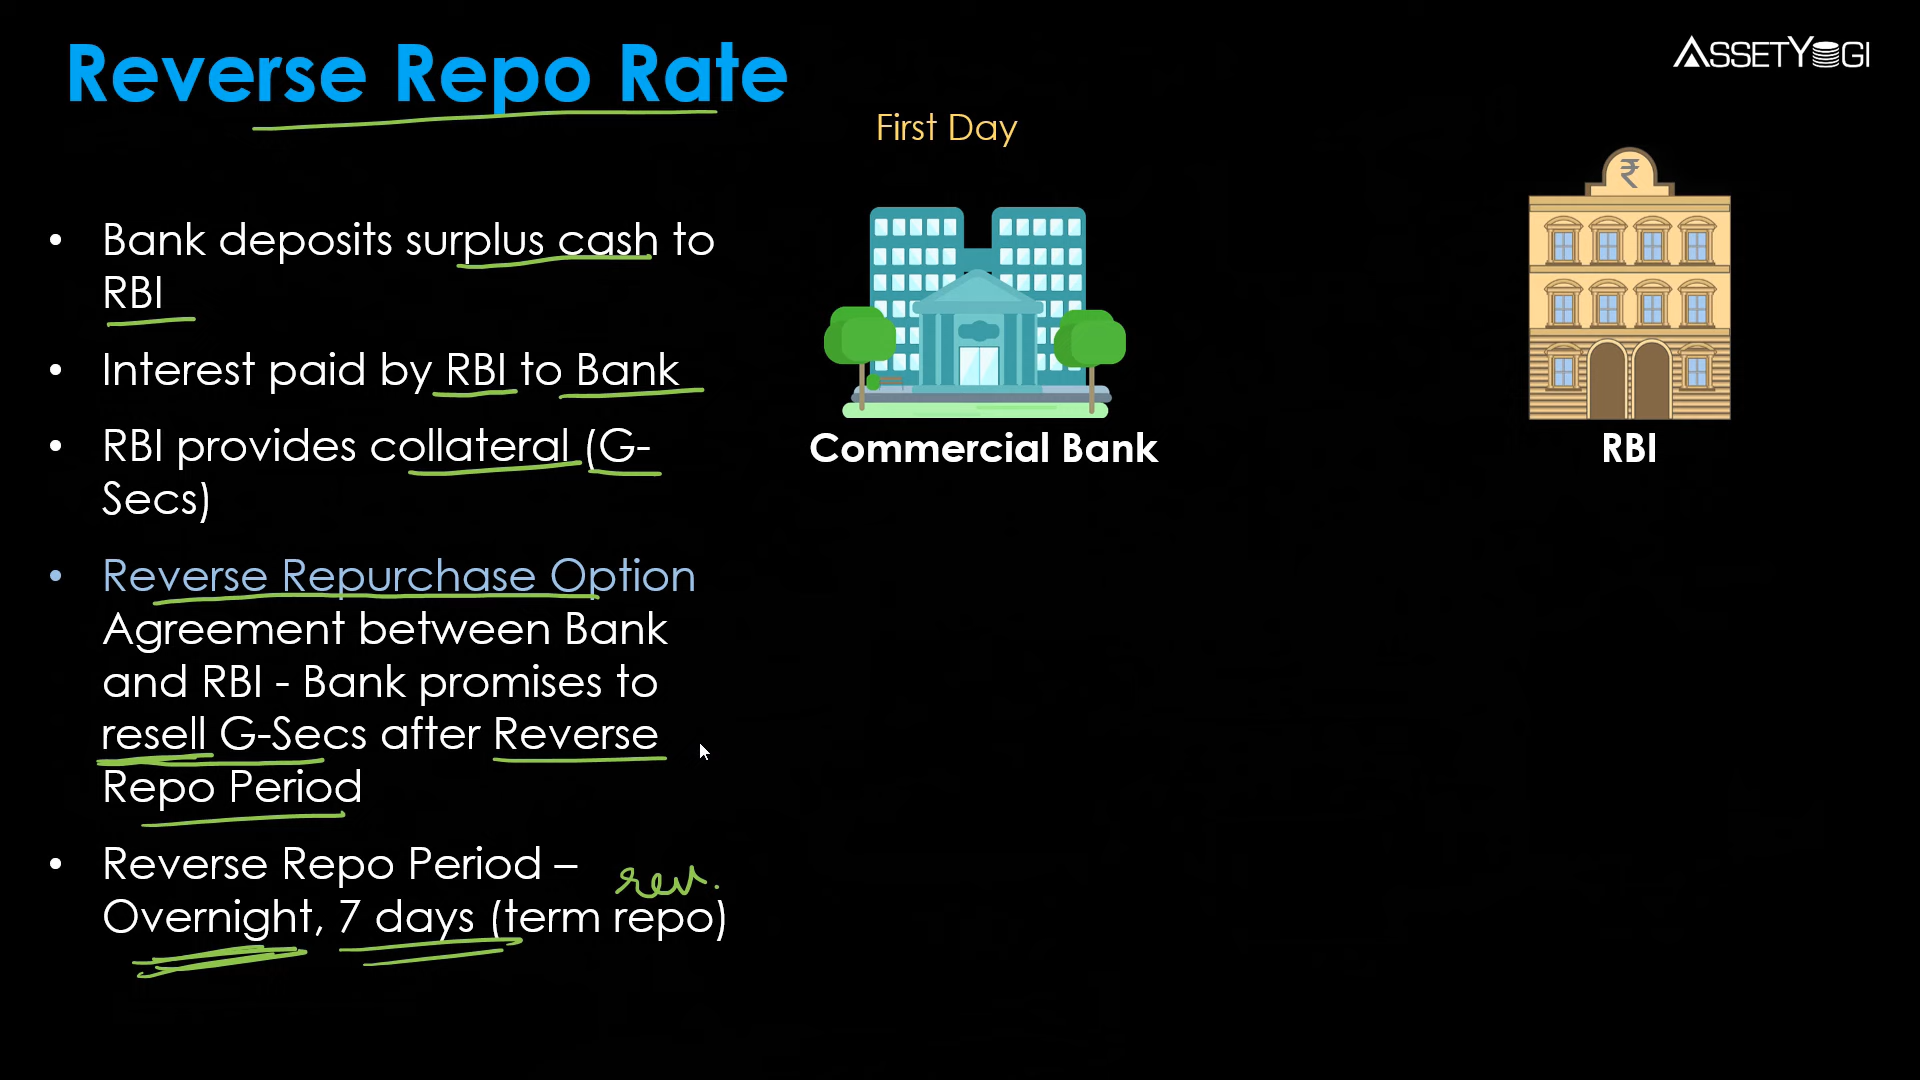 Reverse Repo Rate
ASSETYOGI
First Day
• Bank deposits surplus cash to
RBI
• Interest paid by RBI to Bank
• RBI provides collateral (G-
Secs)
• Reverse Repurchase Option
Agreement between Bank
and RBI - Bank promises to
resell G-Secs after Reverse
Repo Period
• Reverse Repo Period –
rev.
Overnight, 7 days (term repo)
₹
Commercial Bank
RBI